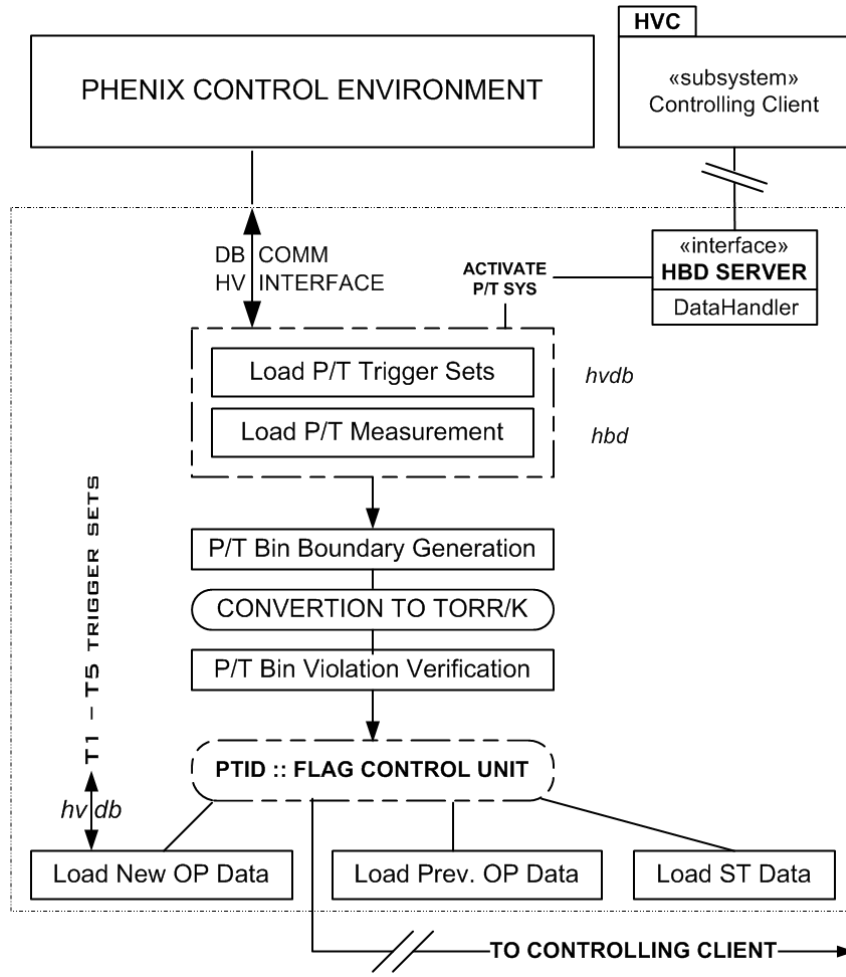 HVC
PHENIX CONTROL ENVIRONMENT
«subsystem»
Controlling Client
DB COMM
HV INTERFACE
ACTIVATE
P/T SYS
«interface»
HBD SERVER
DataHandler
Load P/T Trigger Sets
hvdb
Load P/T Measurement
hbd
T1 - T5 TRIGGER SETS
P/T Bin Boundary Generation
CONVERTION TO TORR/K
P/T Bin Violation Verification
PTID :: FLAG CONTROL UNIT
hv db
Load New OP Data
Load Prev. OP Data
Load ST Data
TO CONTROLLING CLIENT